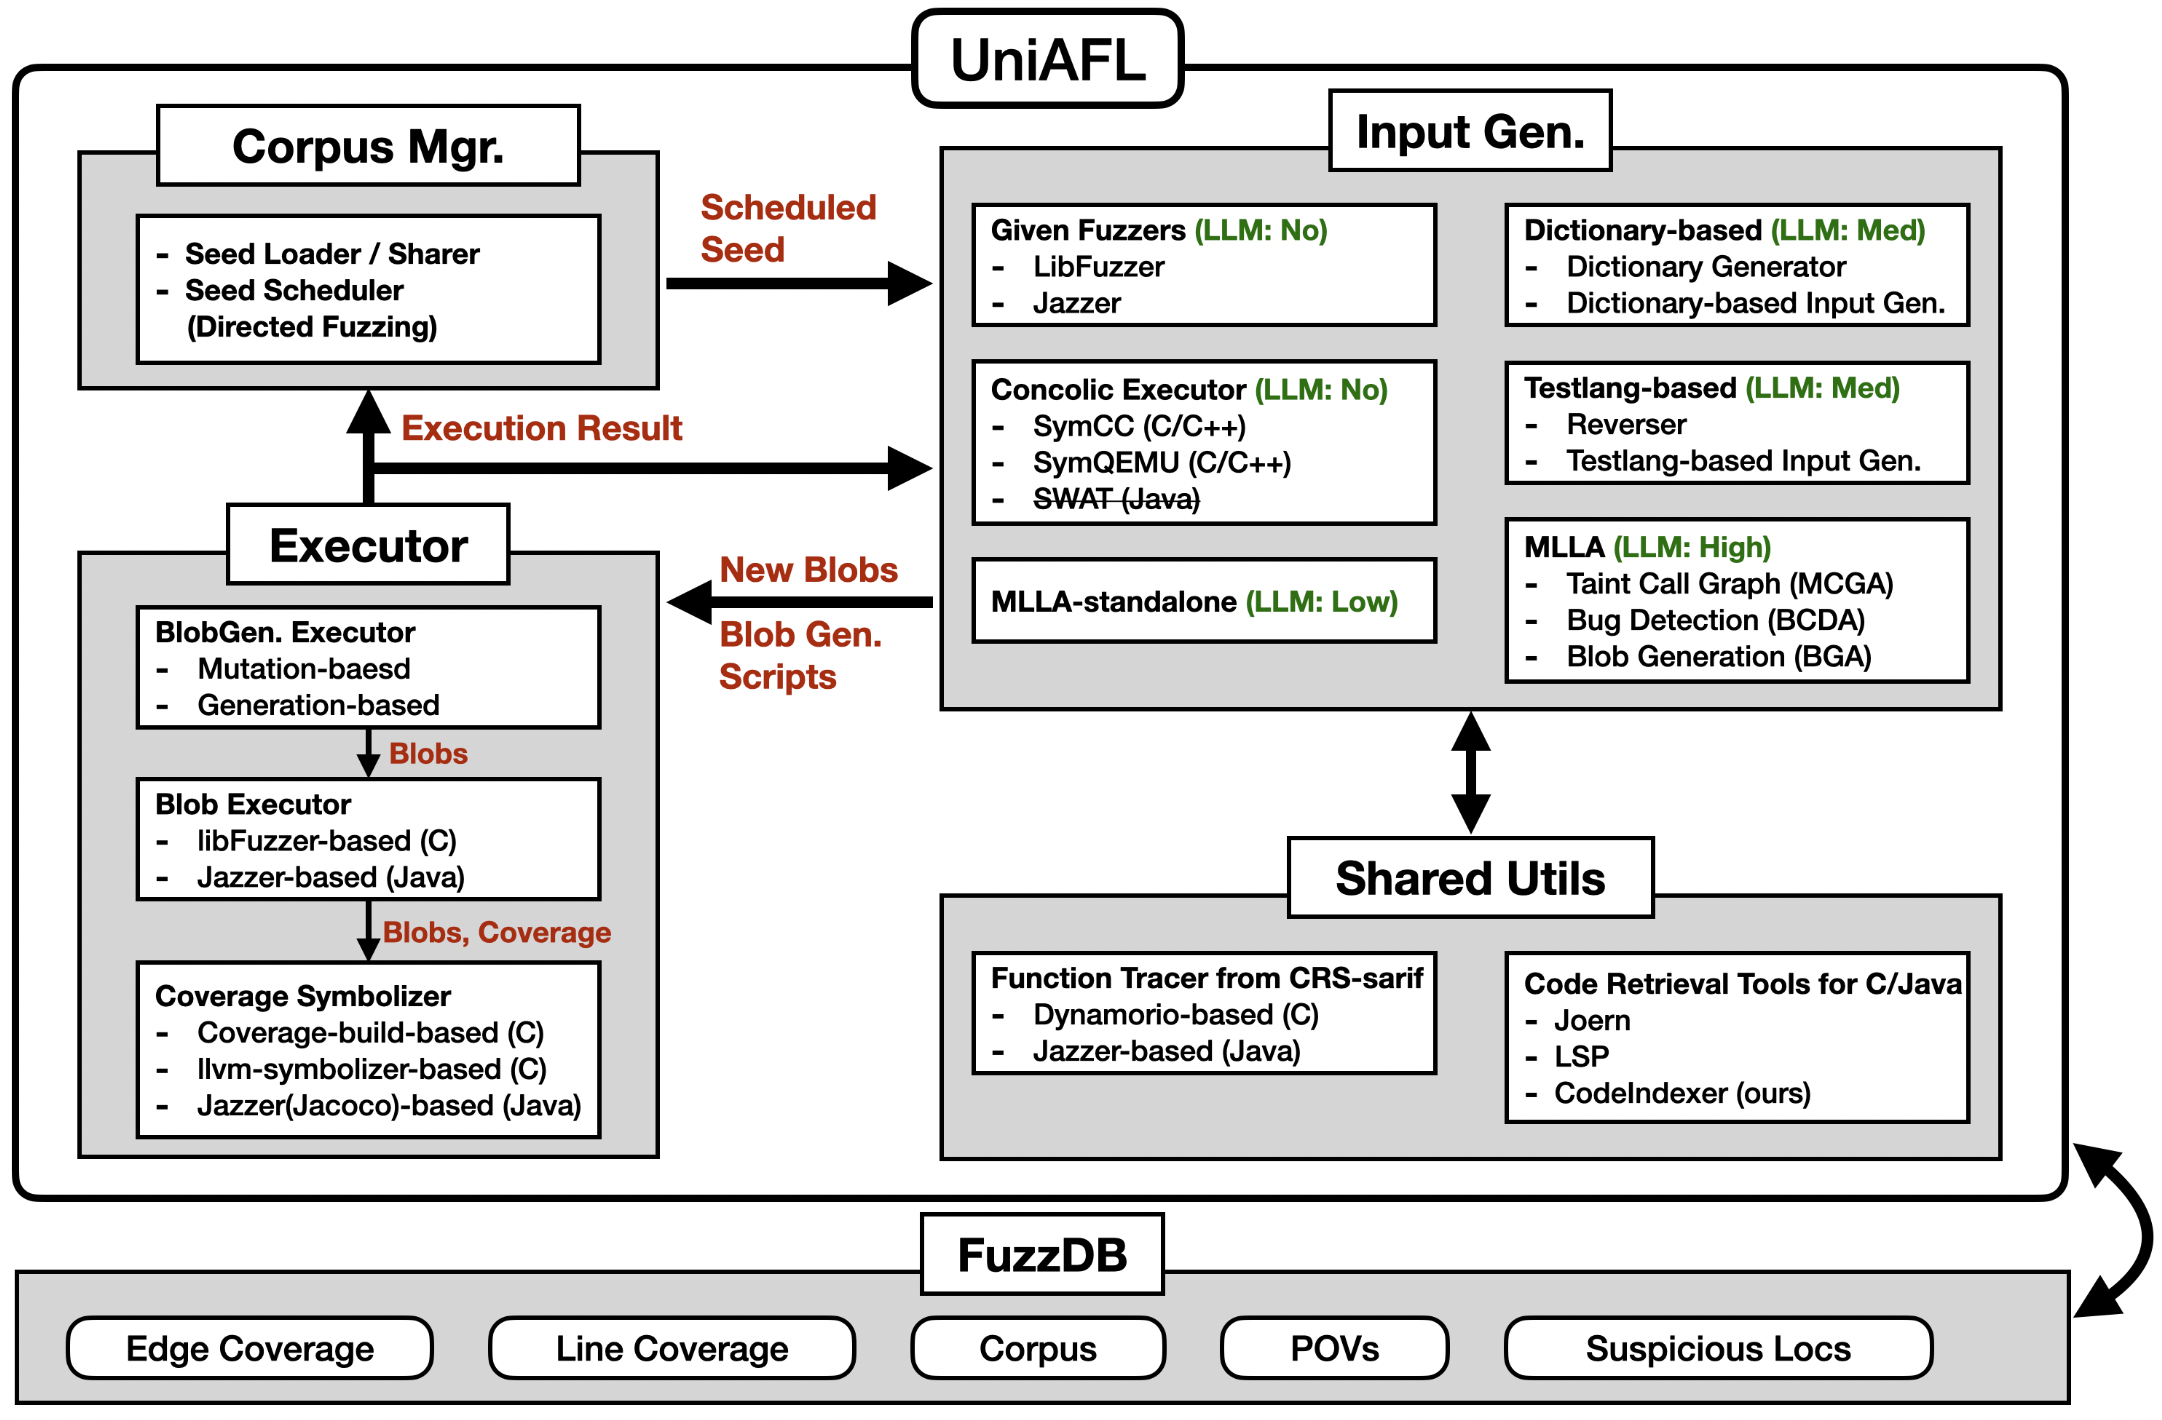 UniAFL
Corpus Mgr.
- Seed Loader / Sharer
- Seed Scheduler
(Directed Fuzzing)
Scheduled
Seed
Execution Result
Executor
BlobGen. Executor
- Mutation-baesd
- Generation-based
Blobs
Blob Executor
- libFuzzer-based (C)
- Jazzer-based (Java)
Blobs, Coverage
Coverage Symbolizer
- Coverage-build-based (C)
- llvm-symbolizer-based (C)
- Jazzer(Jacoco)-based (Java)
New Blobs
Blob Gen.
Scripts
Input Gen.
Given Fuzzers (LLM: No)
- LibFuzzer
- Jazzer
Concolic Executor (LLM: No)
- SymCC (C/C++)
- SymQEMU (C/C++)
- SWAT (Java)
MLLA-standalone (LLM: Low)
Dictionary-based (LLM: Med)
- Dictionary Generator
- Dictionary-based Input Gen.
Testlang-based (LLM: Med)
- Reverser
- Testlang-based Input Gen.
MLLA (LLM: High)
- Taint Call Graph (MCGA)
- Bug Detection (BCDA)
- Blob Generation (BGA)
Shared Utils
Function Tracer from CRS-sarif
- Dynamorio-based (C)
- Jazzer-based (Java)
Code Retrieval Tools for C/Java
- Joern
- LSP
- CodeIndexer (ours)
FuzzDB
Edge Coverage
Line Coverage
Corpus
POVs
Suspicious Locs